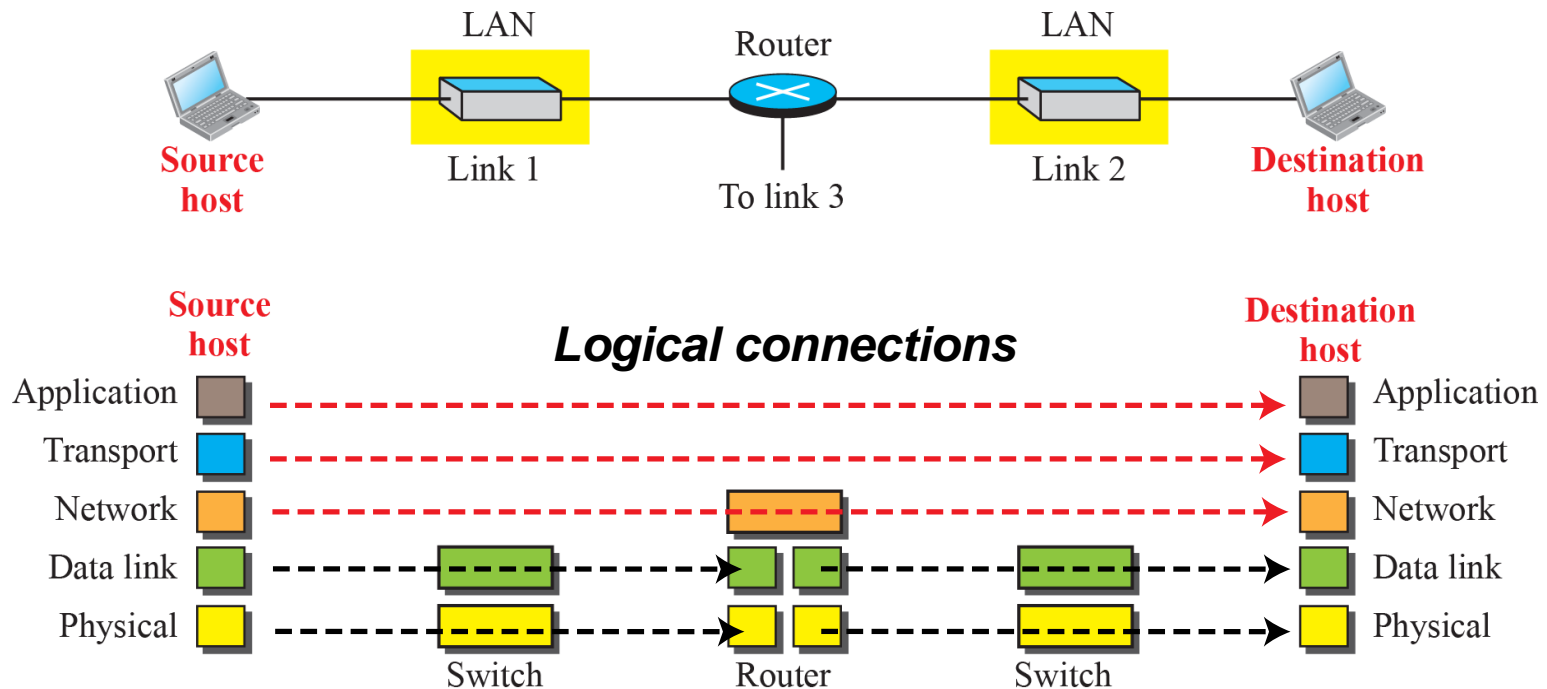 LAN
Router
LAN
Source
host
Link 1
To link 3
Link 2
Destination
host
Source
host
Logical connections
Destination
host
Application
Application
Transport
Transport
Network
Network
Data link
Data link
Physical
Physical
Switch
Router
Switch